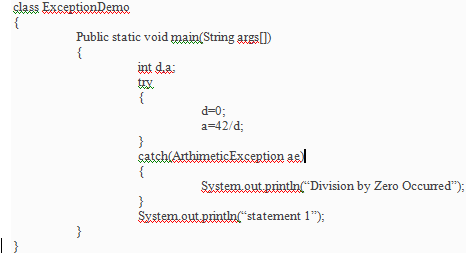 class ExceptionDemo
{
Public static void main(String args[])
{
int d,a;
try
{
d=0;
a=42/d;
}
catch(ArthimeticException ae)
{
System.out.println(“Division by Zero Occurred”);
}
System.out.println(“statement 1”);
}
}